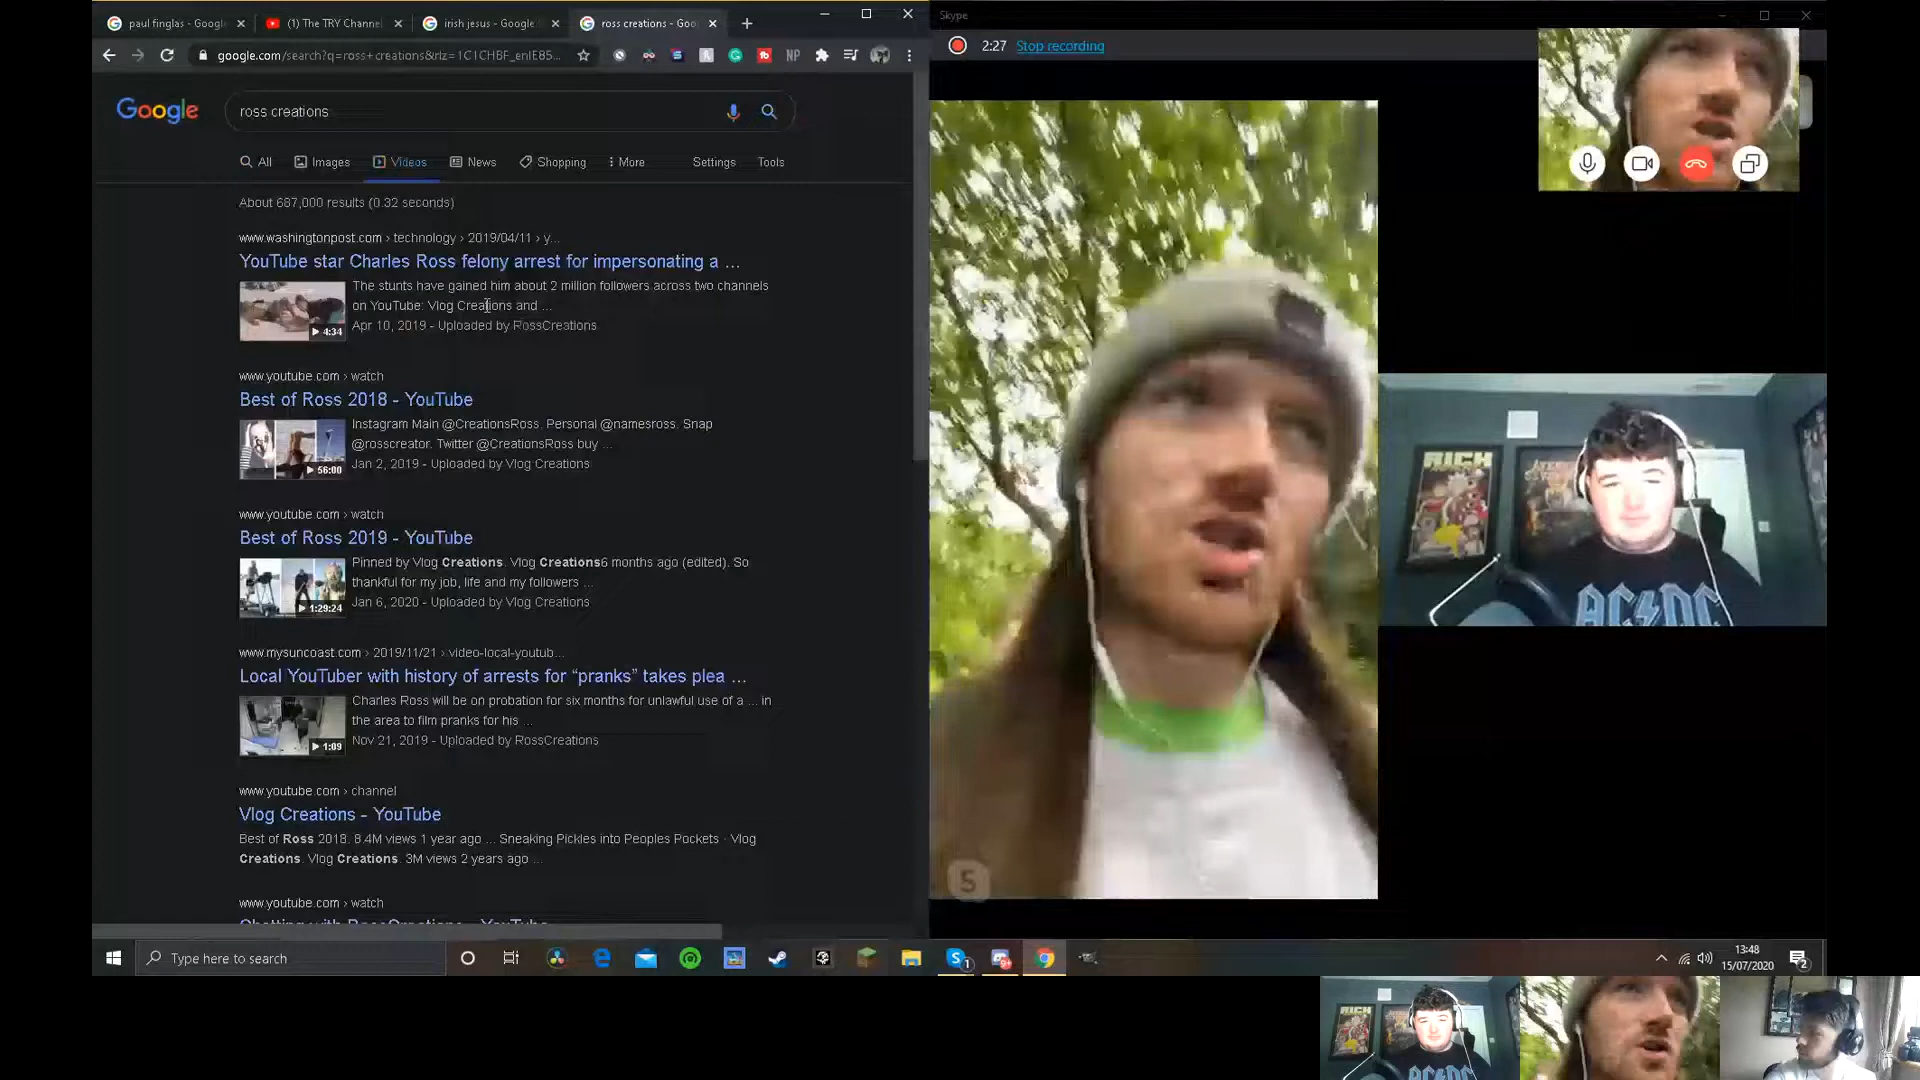 paul finglas - Google
(1) The TRY Channel
irish jesus - Google
ross creations - Goo
Skype
google.com/search?q=ross+creations&rlz=1C1CHBF_enIE85...
NP
2:27 Stop recording
Google
ross creations
All
Images
Videos
News
Shopping
More
Settings
Tools
About 687,000 results (0.32 seconds)
www.washingtonpost.com › technology › 2019/04/11 › y...
YouTube star Charles Ross felony arrest for impersonating a ...
The stunts have gained him about 2 million followers across two channels
on YouTube: Vlog Creations and ...
4:34
Apr 10, 2019 - Uploaded by RossCreations
www.youtube.com › watch
Best of Ross 2018 - YouTube
Instagram Main @CreationsRoss. Personal @namesross. Snap
@rosscreator. Twitter @CreationsRoss buy ...
56:00
Jan 2, 2019 - Uploaded by Vlog Creations
www.youtube.com › watch
Best of Ross 2019 - YouTube
Pinned by Vlog Creations. Vlog Creations6 months ago (edited). So
thankful for my job, life and my followers ...
1:29:24
Jan 6, 2020 - Uploaded by Vlog Creations
www.mysuncoast.com › 2019/11/21 › video-local-youtub...
Local YouTuber with history of arrests for “pranks” takes plea ...
Charles Ross will be on probation for six months for unlawful use of a ... in
the area to film pranks for his ...
1:09
Nov 21, 2019 - Uploaded by RossCreations
www.youtube.com › channel
Vlog Creations - YouTube
Best of Ross 2018. 8.4M views 1 year ago ... Sneaking Pickles into Peoples Pockets · Vlog
Creations. Vlog Creations. 3M views 2 years ago ...
www.youtube.com › watch
Chatting with RossCreations - YouTube
RICK
AC DC
S
Type here to search
1
13:48
15/07/2020
2
RICK
AC DC